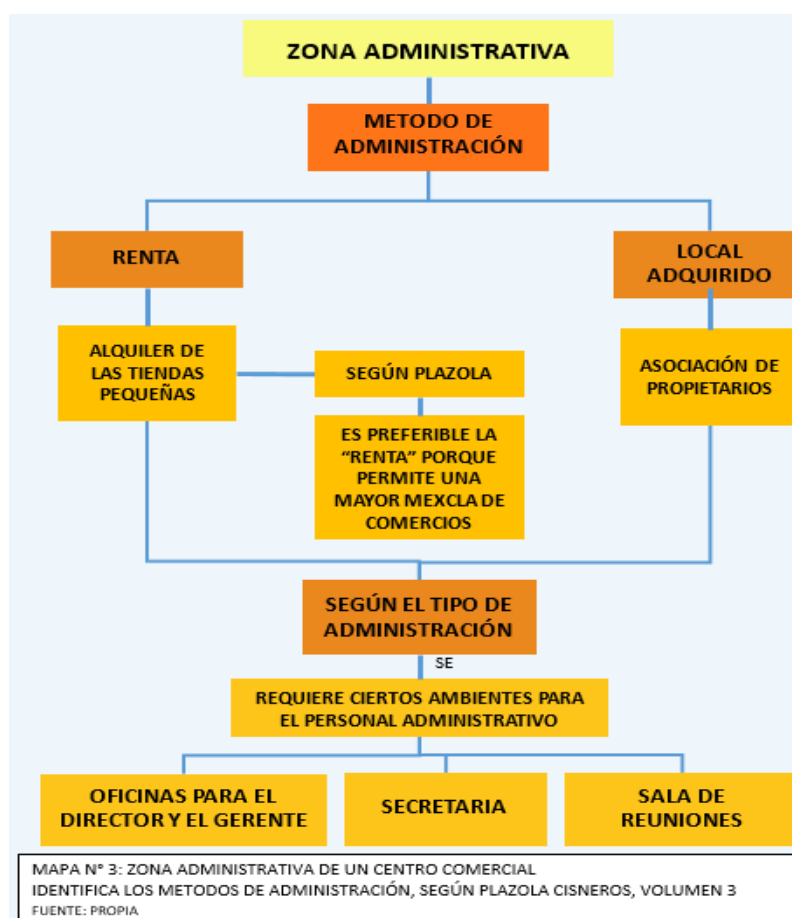 ZONA ADMINISTRATIVA
METODO DE
ADMINISTRACIÓN
RENTA
LOCAL
ADQUIRIDO
ALQUILER DE
LAS TIENDAS
PEQUEÑAS
SEGÚN PLAZOLA
ASOCIACIÓN DE
PROPIETARIOS
ES PREFERIBLE LA
“RENTA” PORQUE
PERMITE UNA
MAYOR MEXCLA DE
COMERCIOS
SEGÚN EL TIPO DE
ADMINISTRACIÓN
SE
REQUIERE CIERTOS AMBIENTES PARA
EL PERSONAL ADMINISTRATIVO
OFICINAS PARA EL
DIRECTOR Y EL GERENTE
SECRETARIA
SALA DE
REUNIONES
MAPA N° 3: ZONA ADMINISTRATIVA DE UN CENTRO COMERCIAL
IDENTIFICA LOS METODOS DE ADMINISTRACIÓN, SEGÚN PLAZOLA CISNEROS, VOLUMEN 3
FUENTE: PROPIA